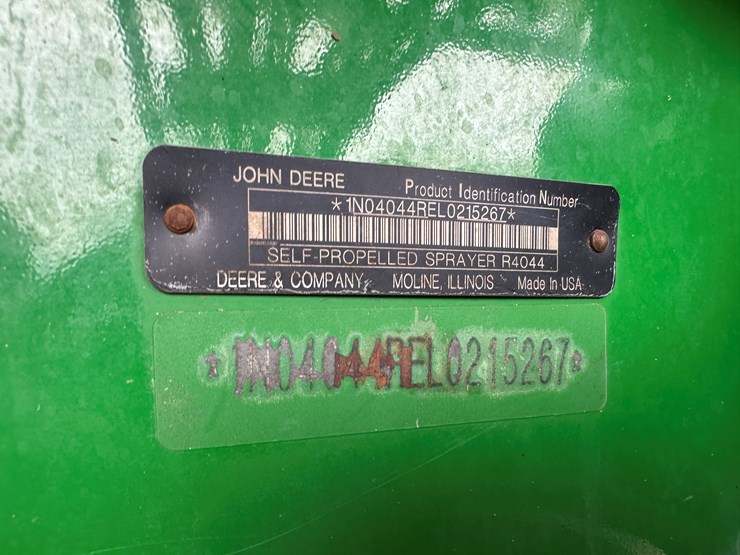 JOHN DEERE Product Identification Number
*1N04044REL0215267*
SELF-PROPELLED SPRAYER R4044
DEERE & COMPANY, MOLINE, ILLINOIS Made In USA
*1N04044REL0215267*